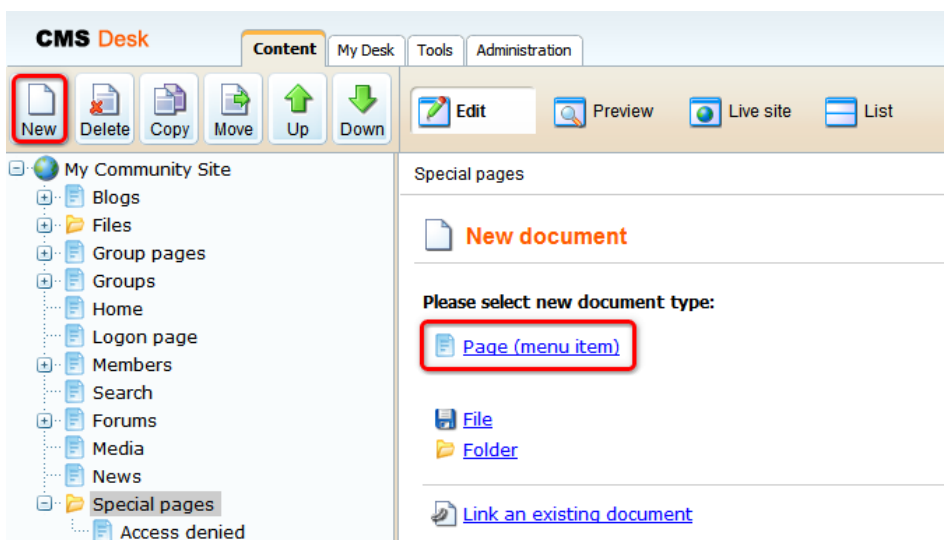 CMS Desk
Content My Desk Tools Administration
New Delete Copy Move Up Down
Edit Preview Live site List
My Community Site
Blogs
Files
Group pages
Groups
Home
Logon page
Members
Search
Forums
Media
News
Special pages
Access denied
Special pages
New document
Please select new document type:
Page (menu item)
File
Folder
Link an existing document